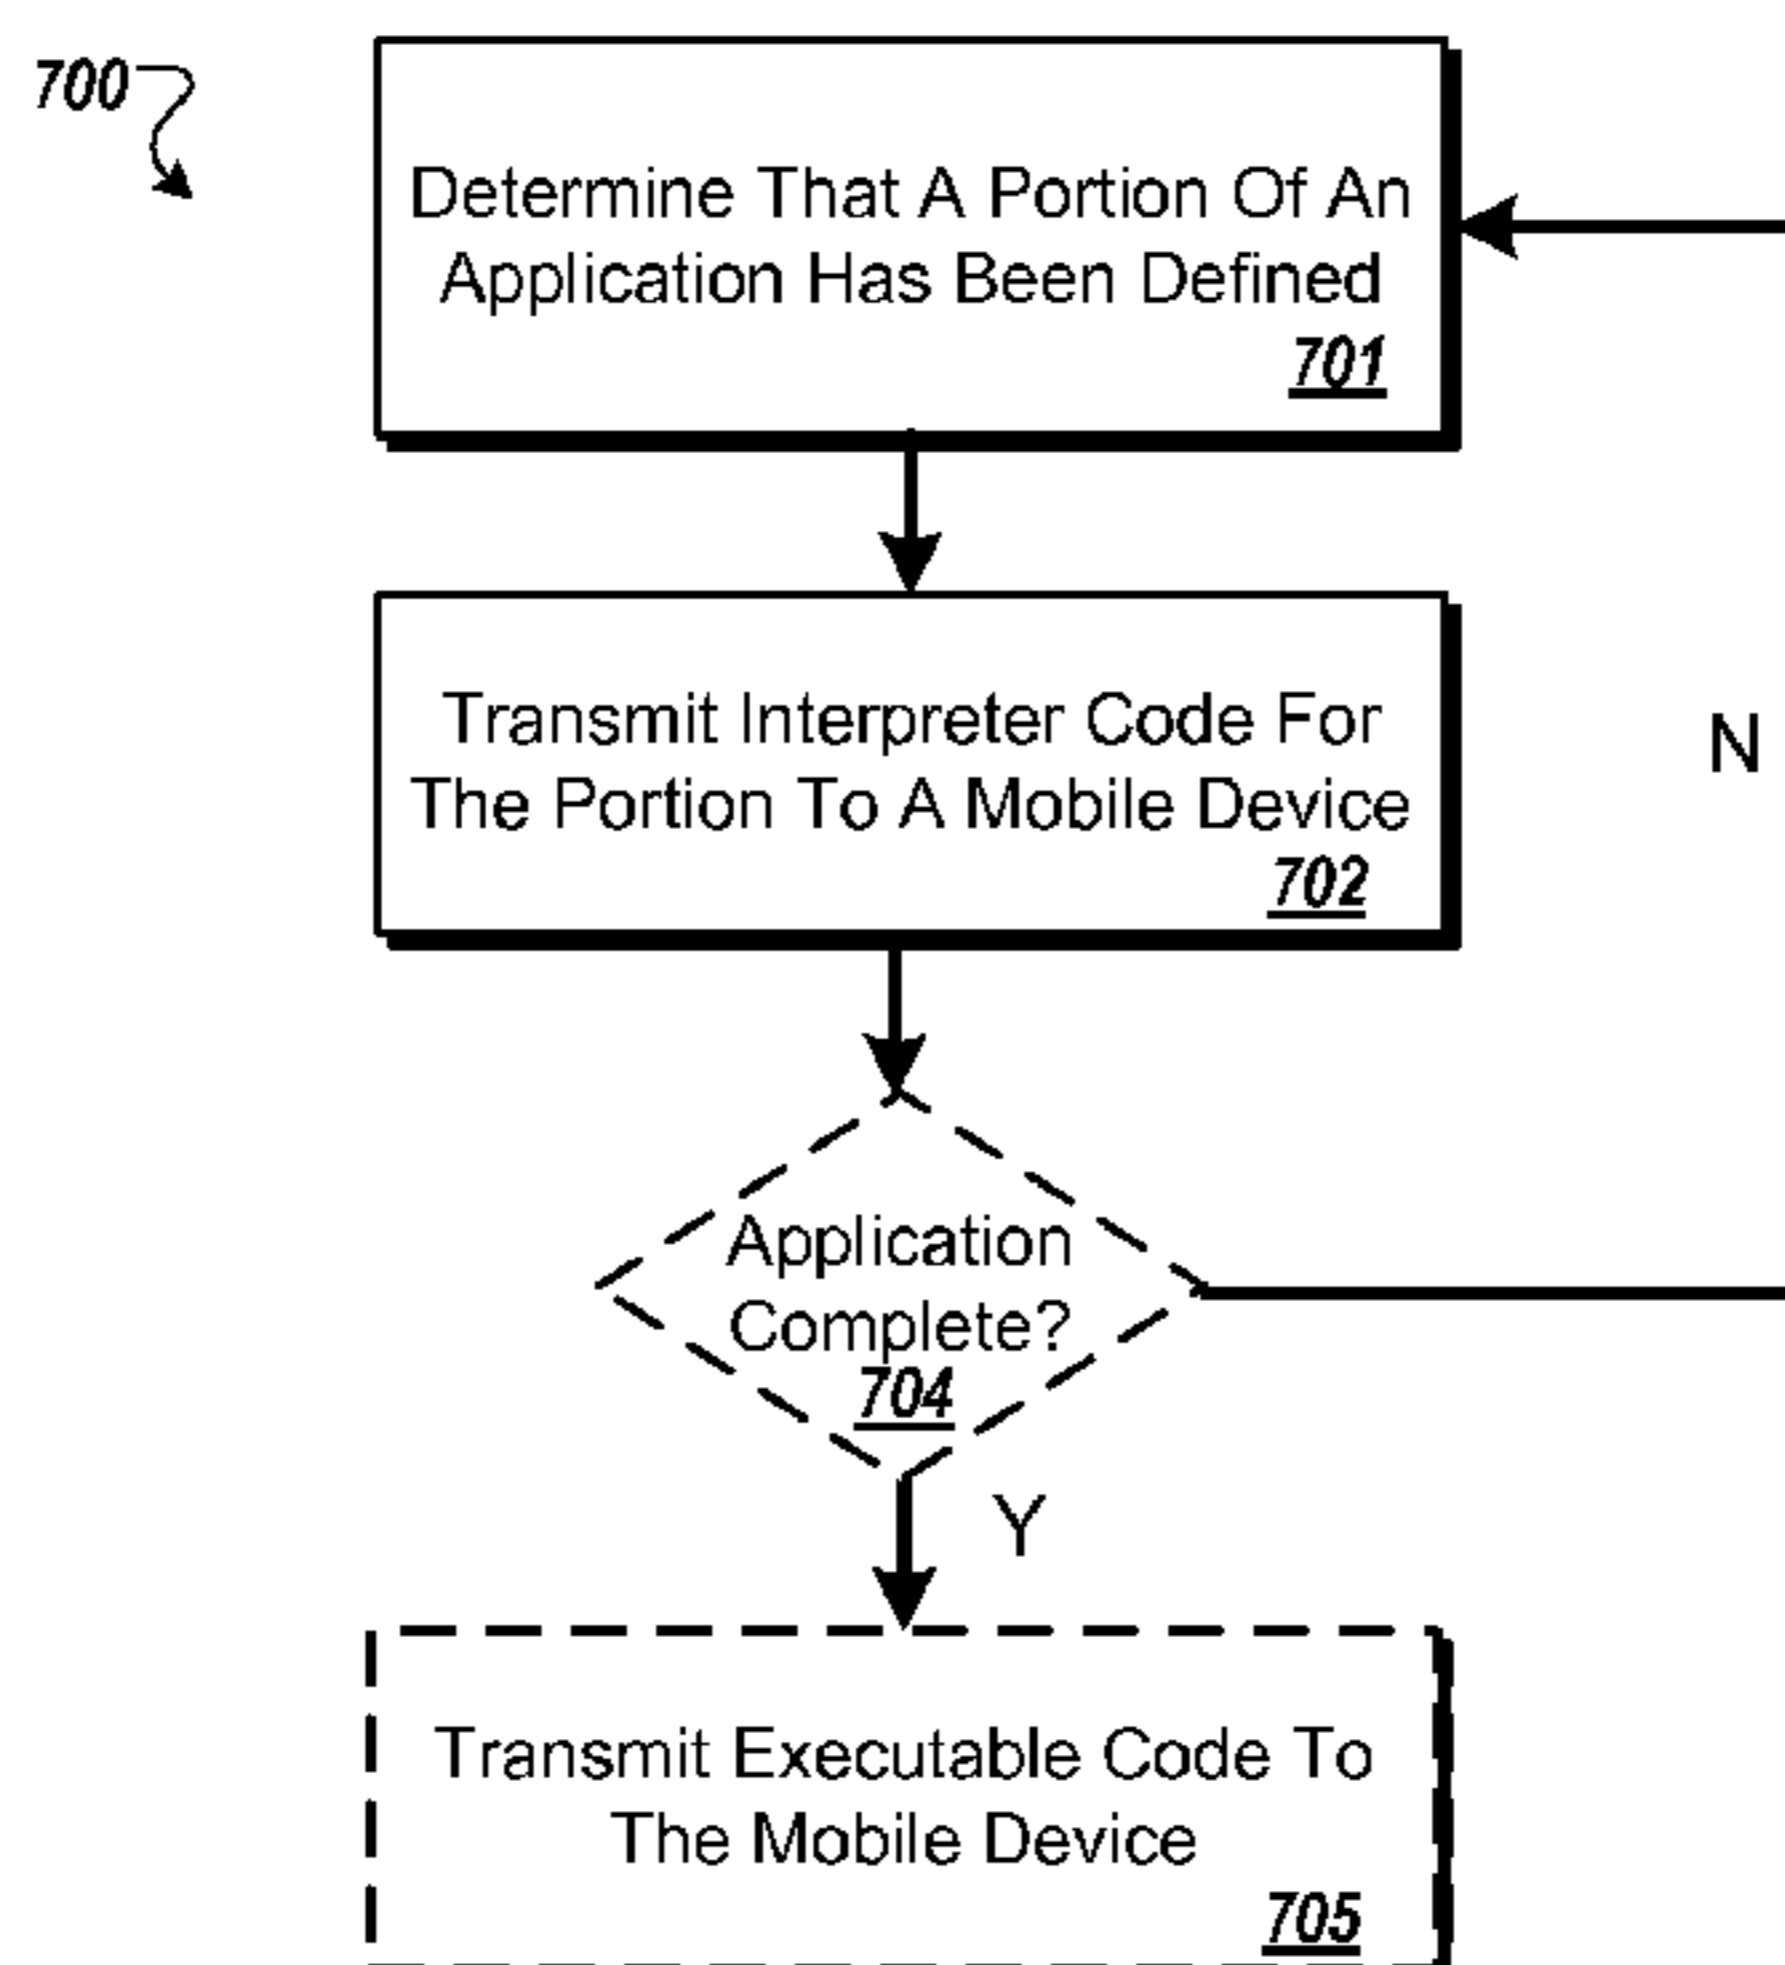 700
Determine That A Portion Of An
Application Has Been Defined
701
Transmit Interpreter Code For
The Portion To A Mobile Device
702
N
Application
Complete?
704
Y
Transmit Executable Code To
The Mobile Device
705